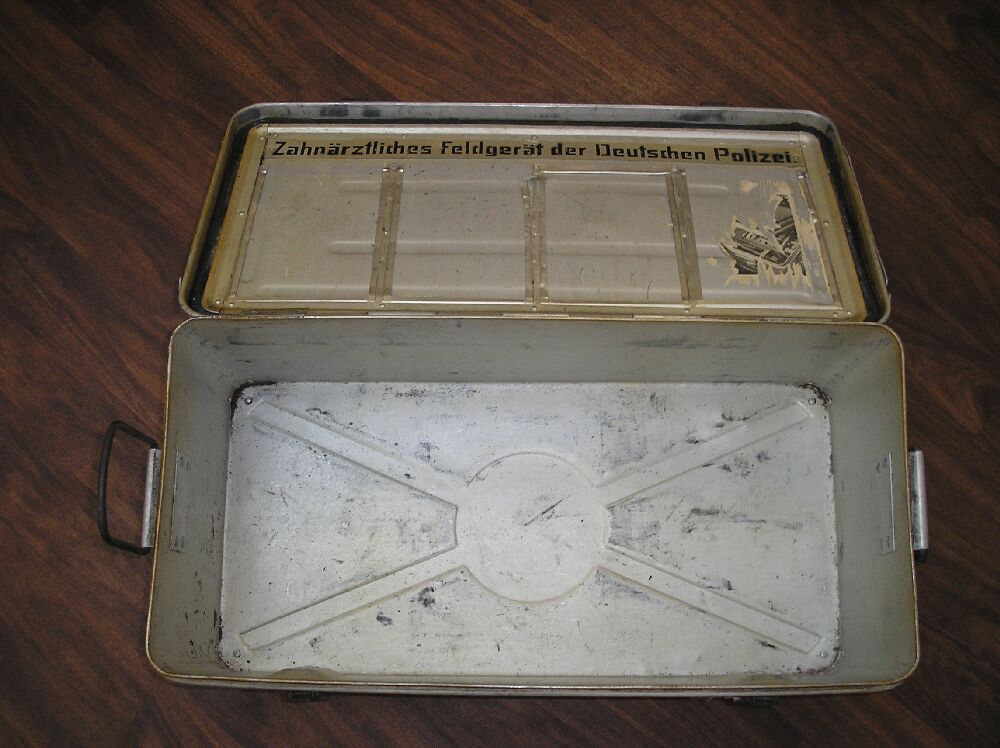 Zahnärztliches Feldgerät der Deutschen Polizei.